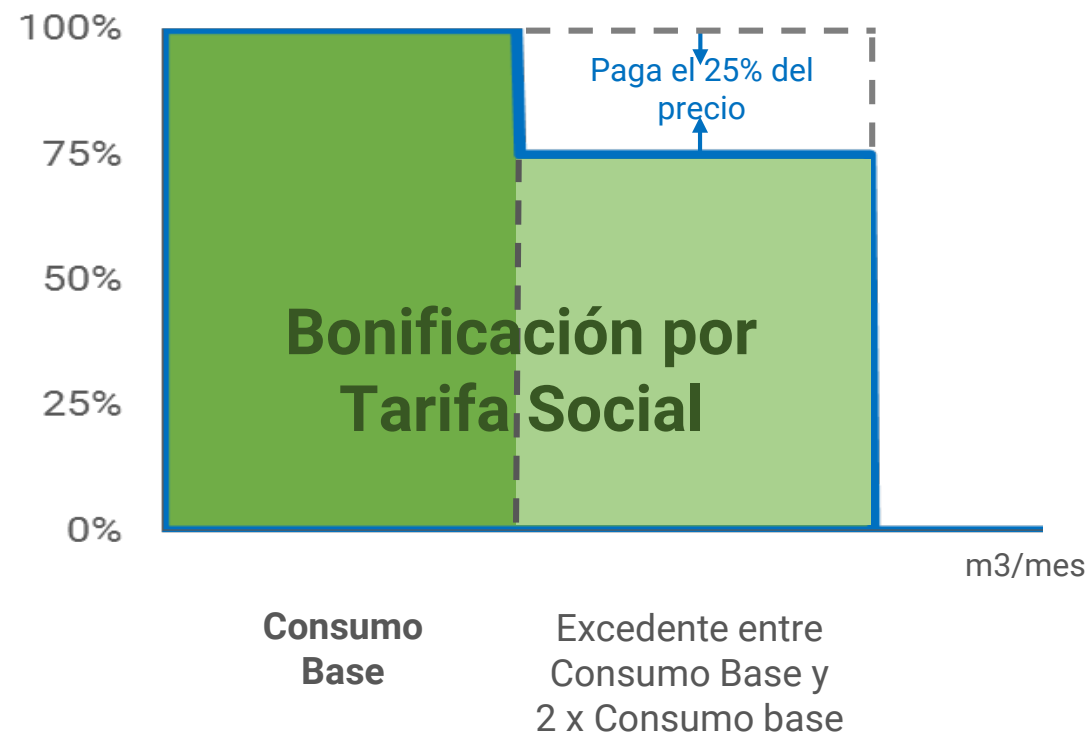 100%
Paga el 25% del
precio
75%
50%
Bonificación por
Tarifa Social
25%
0%
m3/mes
Consumo
Base
Excedente entre
Consumo Base y
2 x Consumo base